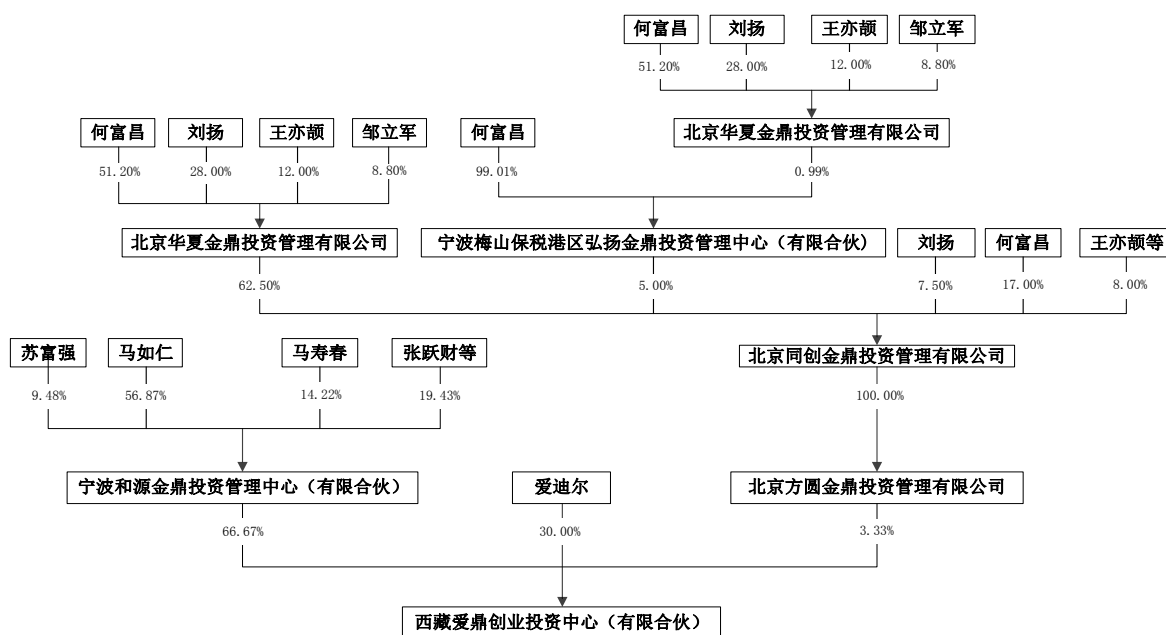 何富昌 刘扬 王亦颉 邹立军
51.20% 28.00% 12.00% 8.80%
何富昌 刘扬 王亦颉 邹立军 何富昌 北京华夏金鼎投资管理有限公司
51.20% 28.00% 12.00% 8.80% 99.01% 0.99%
北京华夏金鼎投资管理有限公司 宁波梅山保税港区弘扬金鼎投资管理中心（有限合伙） 刘扬 何富昌 王亦颉等
62.50% 5.00% 7.50% 17.00% 8.00%
苏富强 马如仁 马寿春 张跃财等 北京同创金鼎投资管理有限公司
9.48% 56.87% 14.22% 19.43% 100.00%
宁波和源金鼎投资管理中心（有限合伙） 爱迪尔 北京方圆金鼎投资管理有限公司
66.67% 30.00% 3.33%
西藏爱鼎创业投资中心（有限合伙）